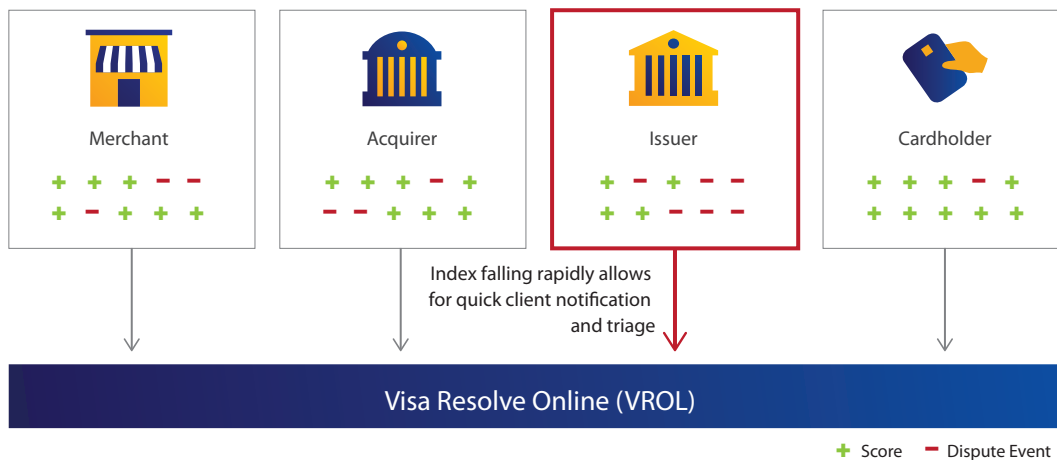 Merchant
Acquirer
Issuer
Cardholder
+ + + − −
+ − + + +
+ + + − +
− − + + +
+ − + − −
+ + − − −
+ + + − +
+ + + + +
Index falling rapidly allows
for quick client notification
and triage
Visa Resolve Online (VROL)
+ Score − Dispute Event